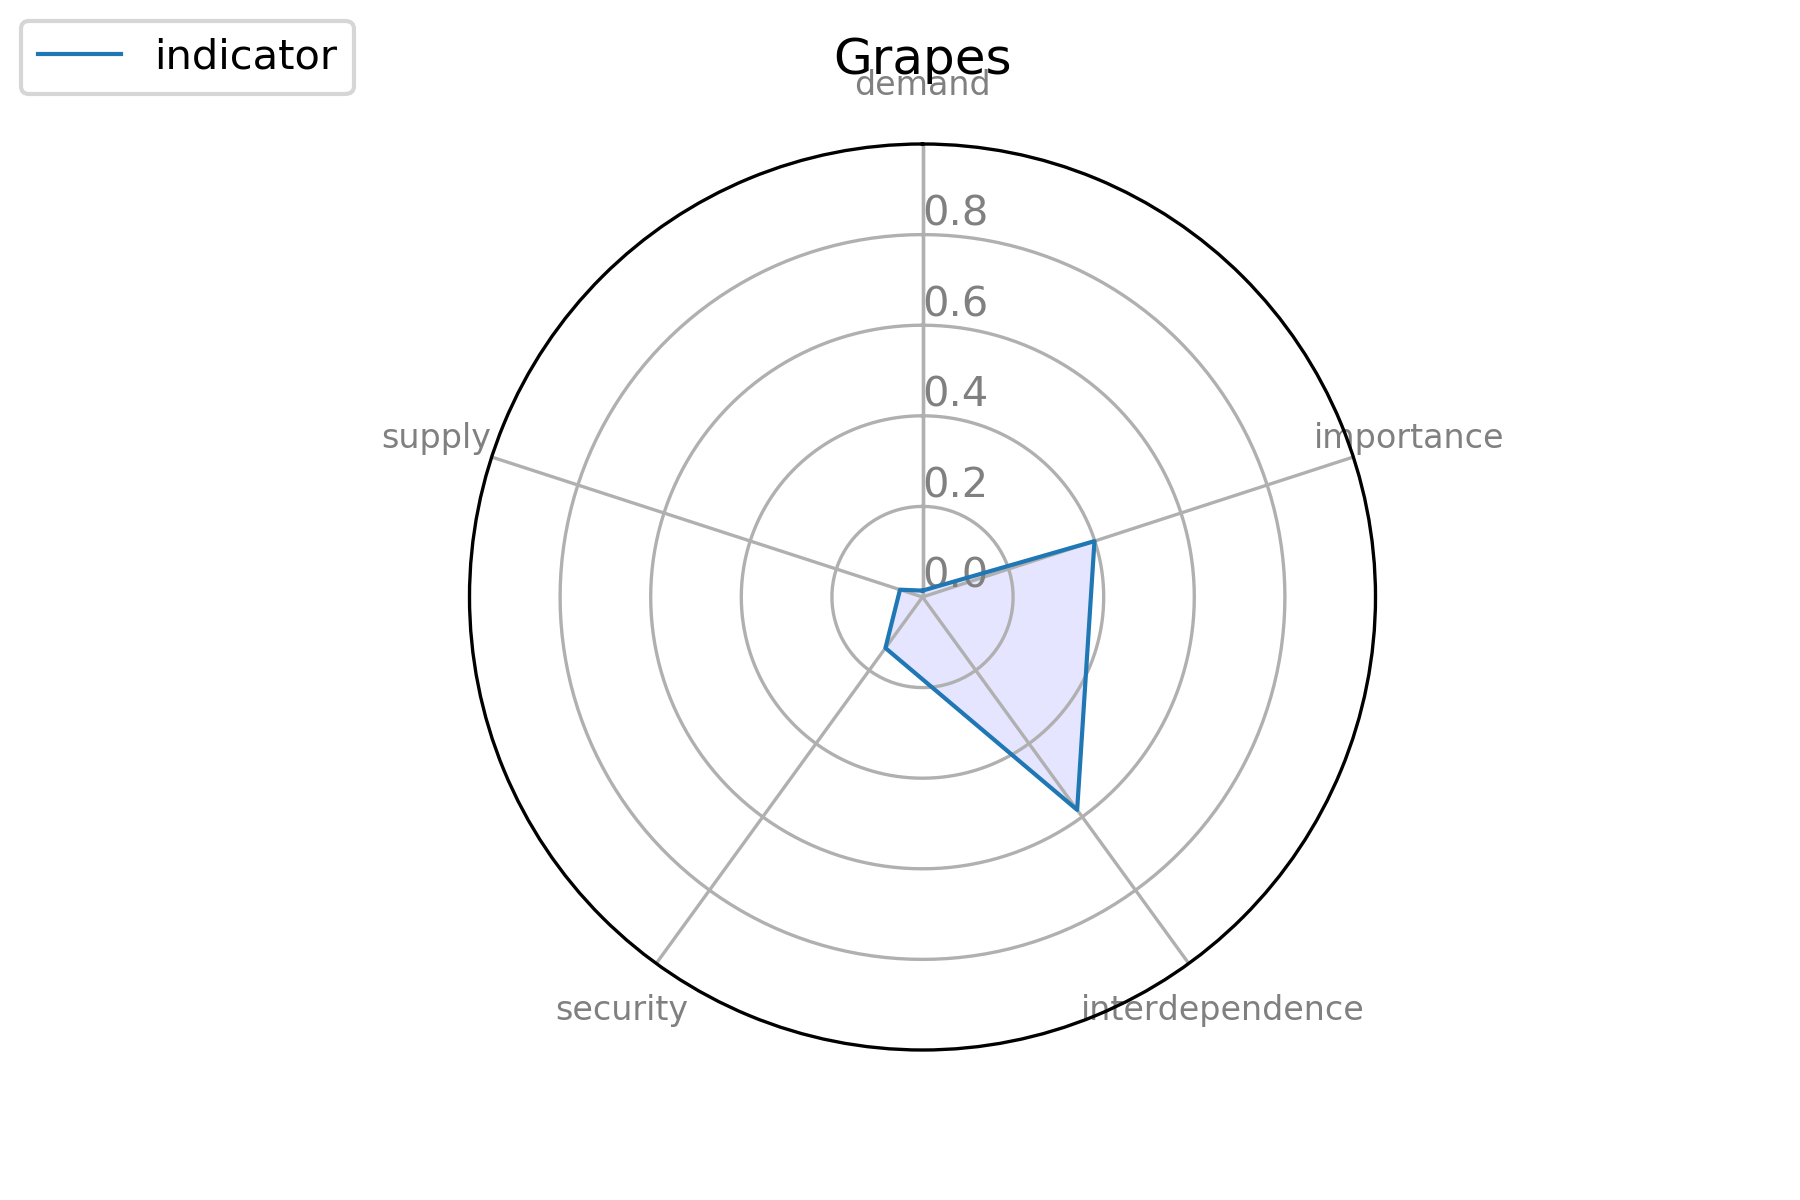 indicator
Grapes
demand
0.8
0.6
0.4
0.2
0.0
importance
supply
security
interdependence